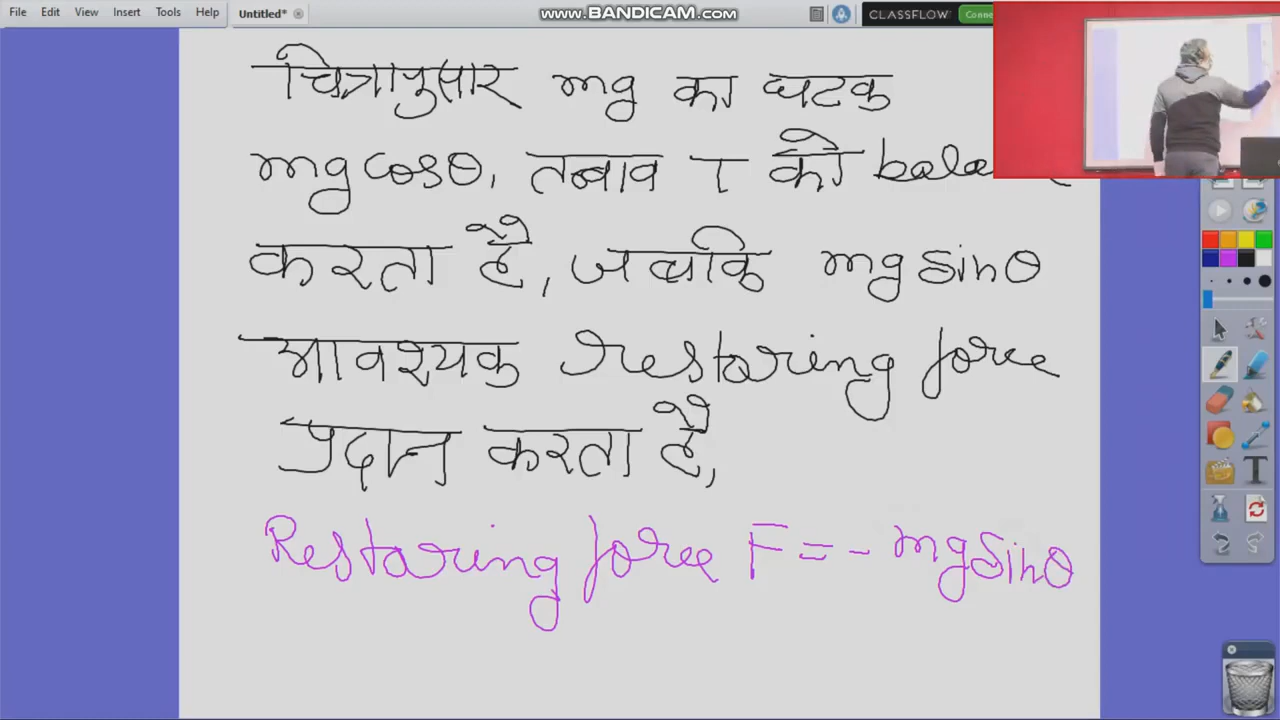 File Edit View Insert Tools Help Untitled* www.BANDICAM.com CLASSFLOW
चित्रानुसार mg का घटक
mg cosθ, तनाव T को
करता है, जबकि mg sinθ
आवश्यक restoring force
प्रदान करता है,
Restoring force F = - mg sinθ
T